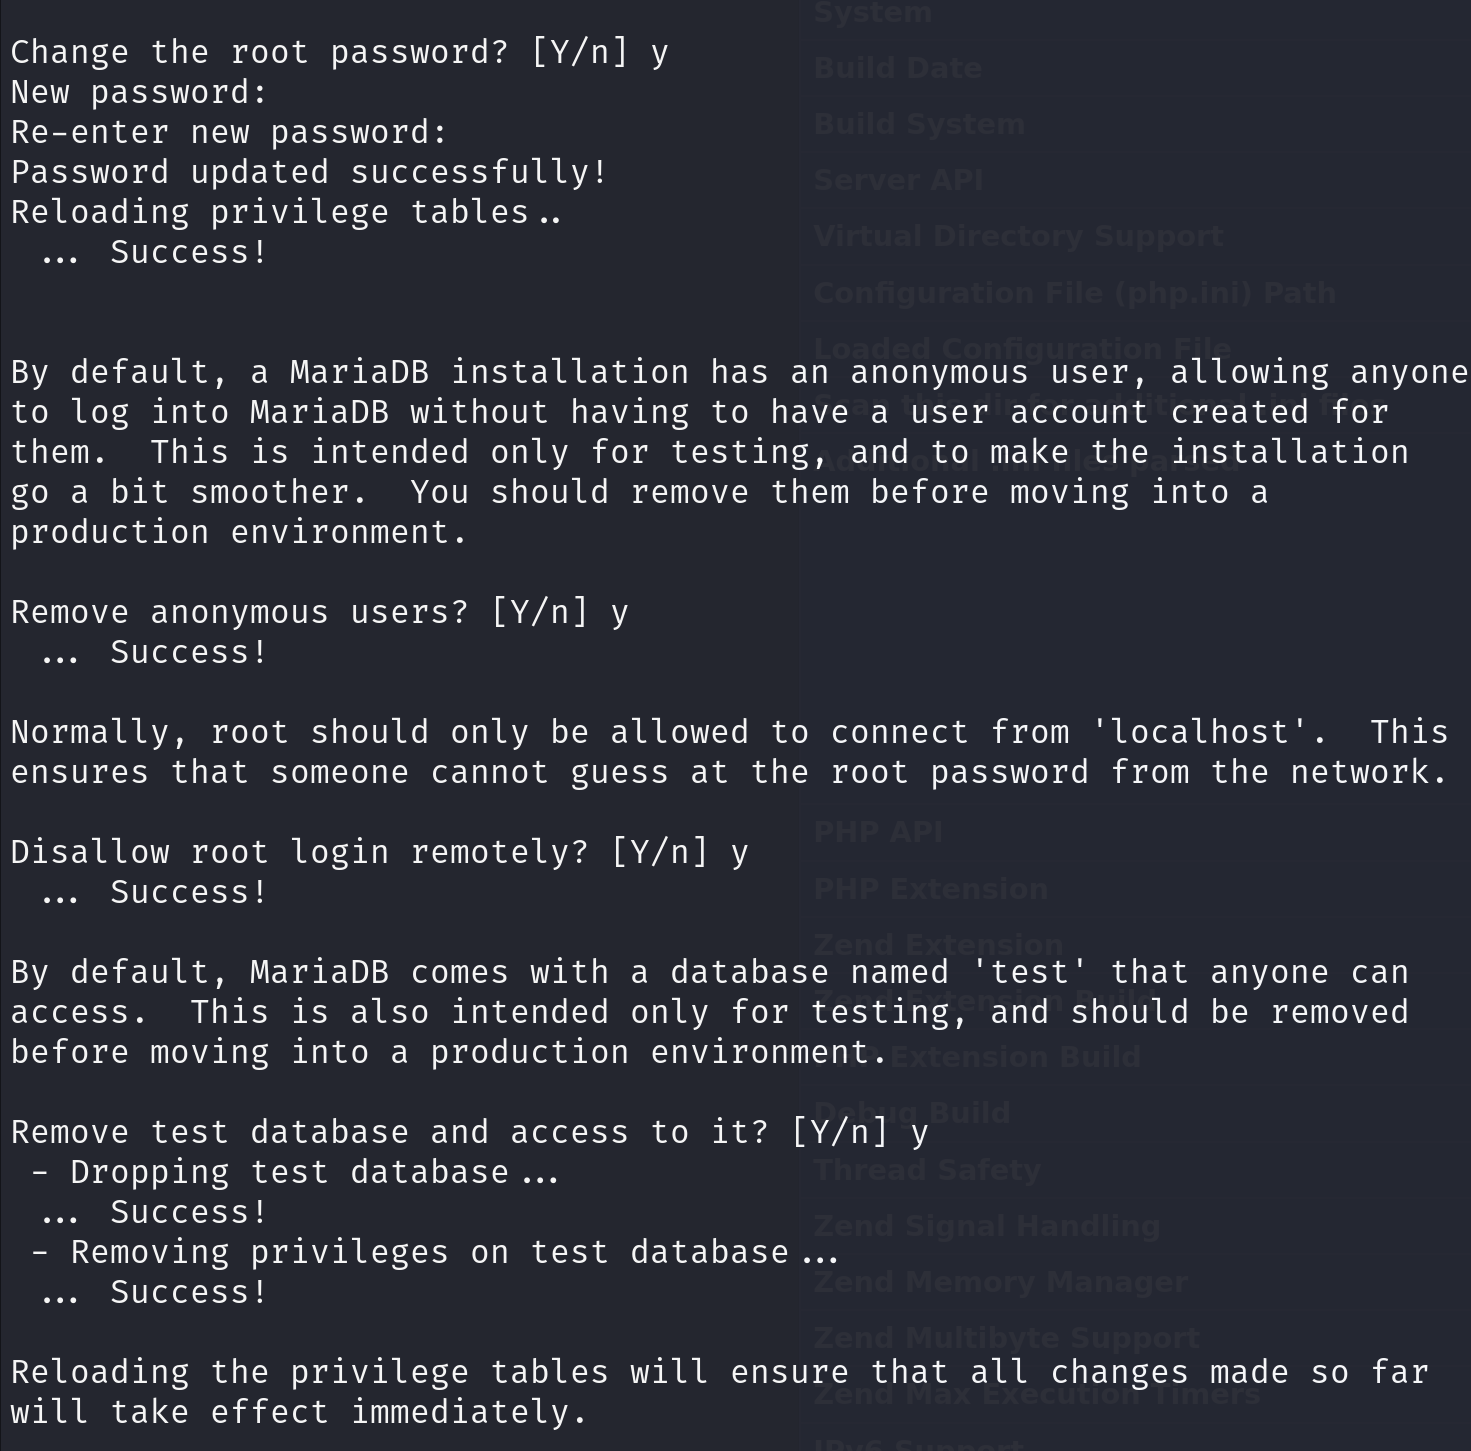 System
Change the root password? [Y/n] y
Build Date
New password:
Build System
Re-enter new password:
Password updated successfully!
Server API
Reloading privilege tables..
Virtual Directory Support
 ... Success!
Configuration File (php.ini) Path
Loaded Configuration File
By default, a MariaDB installation has an anonymous user, allowing anyone
to log into MariaDB without having to have a user account created for
them.  This is intended only for testing, and to make the installation
go a bit smoother.  You should remove them before moving into a
production environment.
Remove anonymous users? [Y/n] y
 ... Success!
Normally, root should only be allowed to connect from 'localhost'.  This
ensures that someone cannot guess at the root password from the network.
PHP API
Disallow root login remotely? [Y/n] y
 ... Success!
PHP Extension
Zend Extension
By default, MariaDB comes with a database named 'test' that anyone can
access.  This is also intended only for testing, and should be removed
Zend Extension Build
before moving into a production environment.
PHP Extension Build
Debug Build
Remove test database and access to it? [Y/n] y
 - Dropping test database...
Thread Safety
 ... Success!
Zend Signal Handling
 - Removing privileges on test database...
Zend Memory Manager
 ... Success!
Zend Multibyte Support
Reloading the privilege tables will ensure that all changes made so far
Zend Max Execution Timers
will take effect immediately.
IPv6 Support